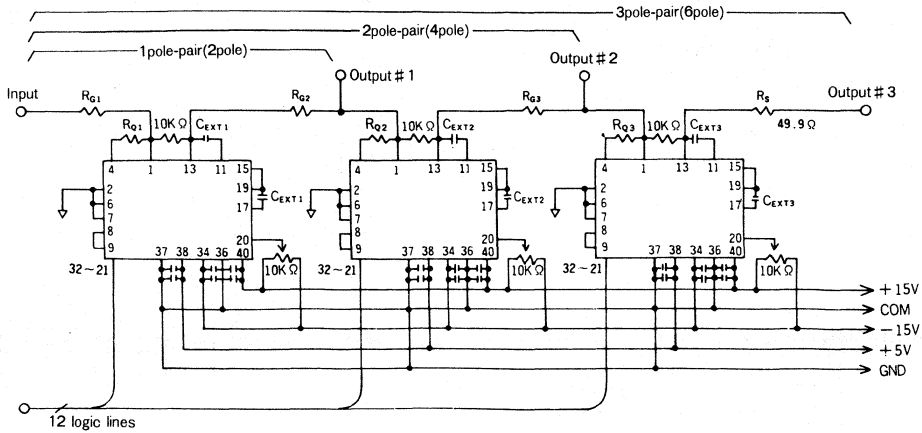 3pole-pair(6pole)
2pole-pair(4pole)
1pole-pair(2pole)
Output #1
Output #2
Input
RG1
RG2
RG3
RS
Output #3
49.9Ω
RQ1
10KΩ
CEXT1
RQ2
10KΩ
CEXT2
RQ3
10KΩ
CEXT3
4
1
13
11
15
2
6
7
8
9
19
17
CEXT1
20
37
38
34
36
40
32~21
10KΩ
4
1
13
11
15
2
6
7
8
9
19
17
CEXT2
20
37
38
34
36
40
32~21
10KΩ
4
1
13
11
15
2
6
7
8
9
19
17
CEXT3
20
37
38
34
36
40
32~21
10KΩ
+15V
COM
-15V
+5V
GND
12 logic lines